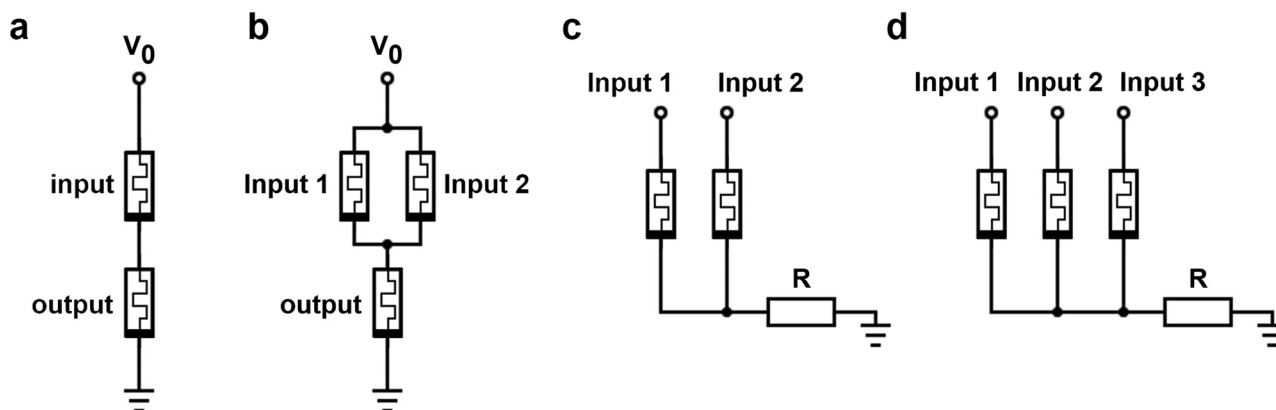 a
V0
input
output
b
V0
Input 1
Input 2
output
c
Input 1
Input 2
R
d
Input 1
Input 2
Input 3
R